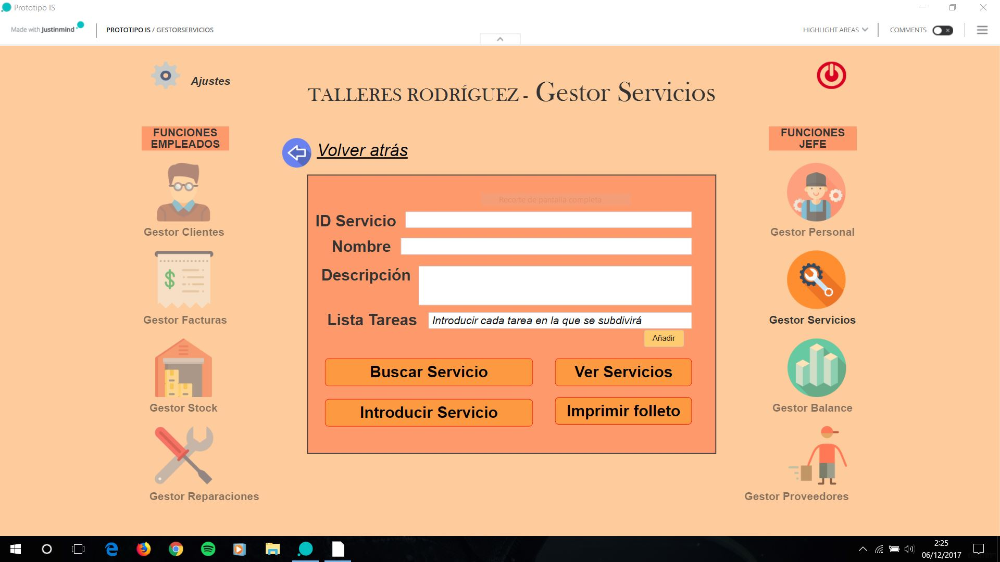 Prototipo IS
Made with Justinmind
PROTOTIPO IS / GESTORSERVICIOS
HIGHLIGHT AREAS
COMMENTS
Ajustes
TALLERES RODRÍGUEZ - Gestor Servicios
FUNCIONES
EMPLEADOS
Gestor Clientes
Gestor Facturas
Gestor Stock
Gestor Reparaciones
Volver atrás
Recorte de pantalla completa
ID Servicio
Nombre
Descripción
Lista Tareas
Introducir cada tarea en la que se subdivirá
Añadir
Buscar Servicio
Ver Servicios
Introducir Servicio
Imprimir folleto
FUNCIONES
JEFE
Gestor Personal
Gestor Servicios
Gestor Balance
Gestor Proveedores
2:25
06/12/2017